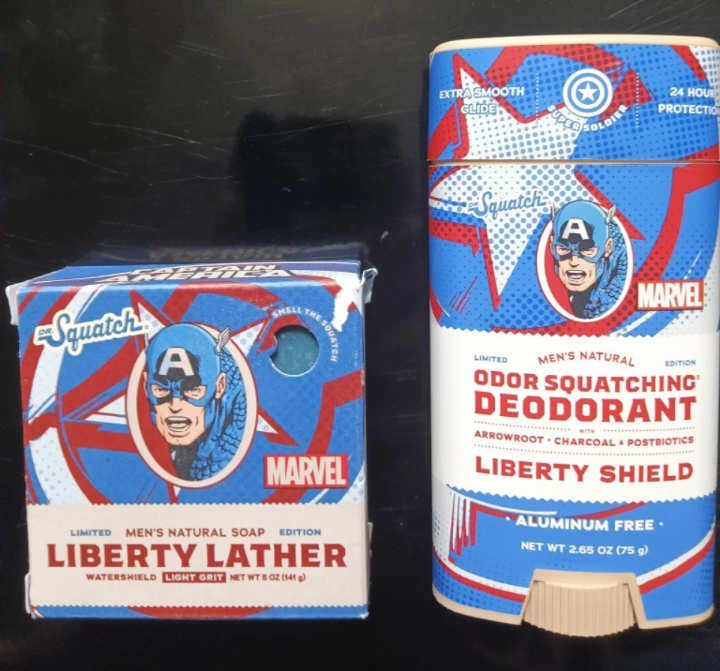 CAPTAIN
AMERICA
DR. Squatch
SMELL THE SQUATCH
A
MARVEL
LIMITED MEN'S NATURAL SOAP EDITION
LIBERTY LATHER
WATERSHIELD LIGHT GRIT NET WT 5 OZ (141 g)
EXTRA SMOOTH
GLIDE
SUPER SOLDIER
24 HOUR
PROTECTION
DR. Squatch
A
MARVEL
LIMITED MEN'S NATURAL EDITION
ODOR SQUATCHING
DEODORANT
WITH
ARROWROOT • CHARCOAL & POSTBIOTICS
LIBERTY SHIELD
• ALUMINUM FREE •
NET WT 2.65 OZ (75 g)